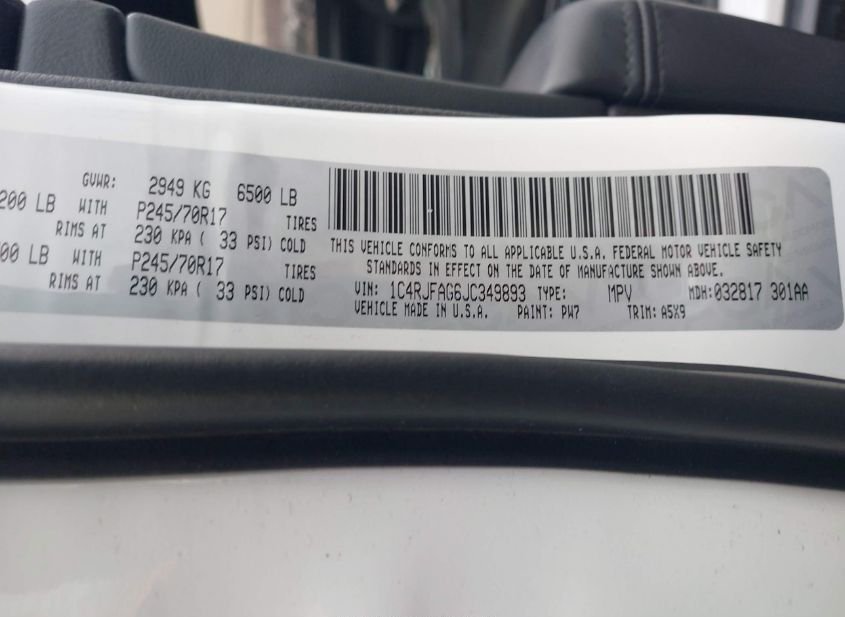 GVWR: 2949 KG 6500 LB
200 LB WITH P245/70R17 TIRES
RIMS AT 230 KPA ( 33 PSI) COLD
00 LB WITH P245/70R17 TIRES
RIMS AT 230 KPA ( 33 PSI) COLD
THIS VEHICLE CONFORMS TO ALL APPLICABLE U.S.A. FEDERAL MOTOR VEHICLE SAFETY
STANDARDS IN EFFECT ON THE DATE OF MANUFACTURE SHOWN ABOVE.
VIN: 1C4RJFAG6JC349893 TYPE: MPV MDH:032817 301AA
VEHICLE MADE IN U.S.A. PAINT: PW7 TRIM: A5X9